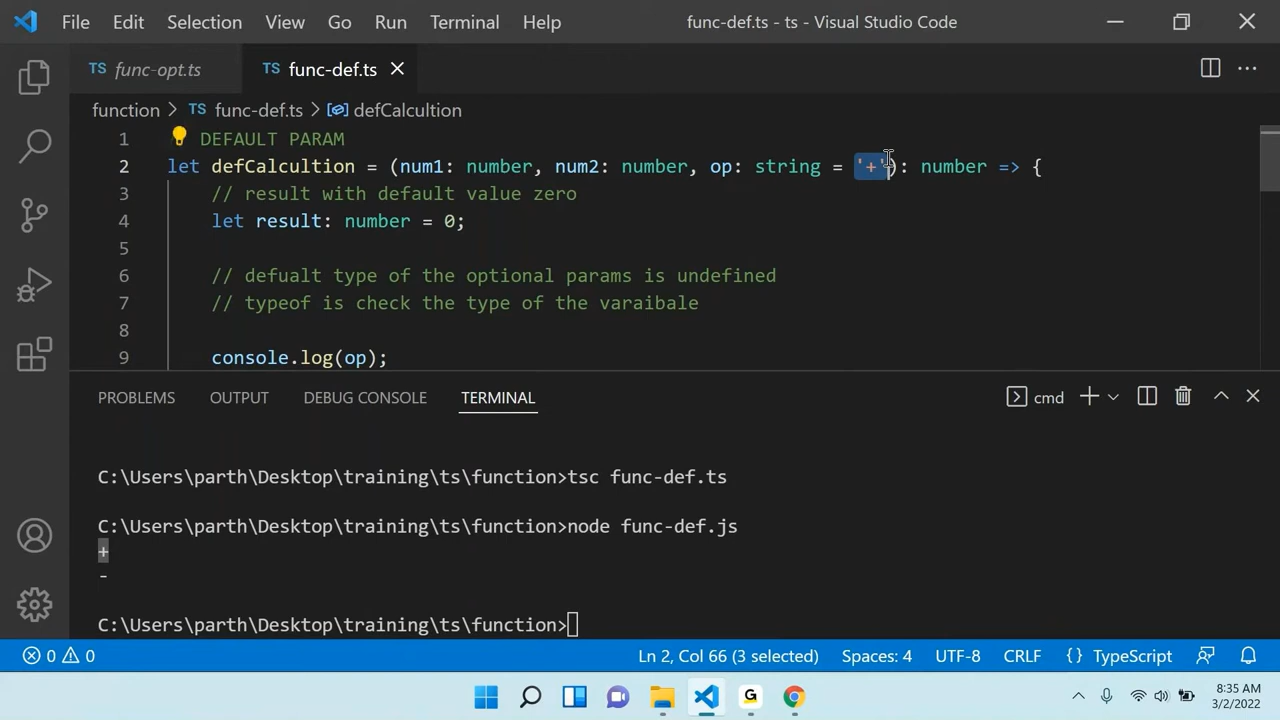 File Edit Selection View Go Run Terminal Help func-def.ts - ts - Visual Studio Code
TS func-opt.ts TS func-def.ts
function > TS func-def.ts > defCalcultion
1 DEFAULT PARAM
2 let defCalcultion = (num1: number, num2: number, op: string = '+'): number => {
3 // result with default value zero
4 let result: number = 0;
5
6 // defualt type of the optional params is undefined
7 // typeof is check the type of the varaibale
8
9 console.log(op);
PROBLEMS OUTPUT DEBUG CONSOLE TERMINAL cmd
C:\Users\parth\Desktop\training\ts\function>tsc func-def.ts
C:\Users\parth\Desktop\training\ts\function>node func-def.js
+
-
C:\Users\parth\Desktop\training\ts\function>
0 0 Ln 2, Col 66 (3 selected) Spaces: 4 UTF-8 CRLF {} TypeScript
G 8:35 AM
3/2/2022